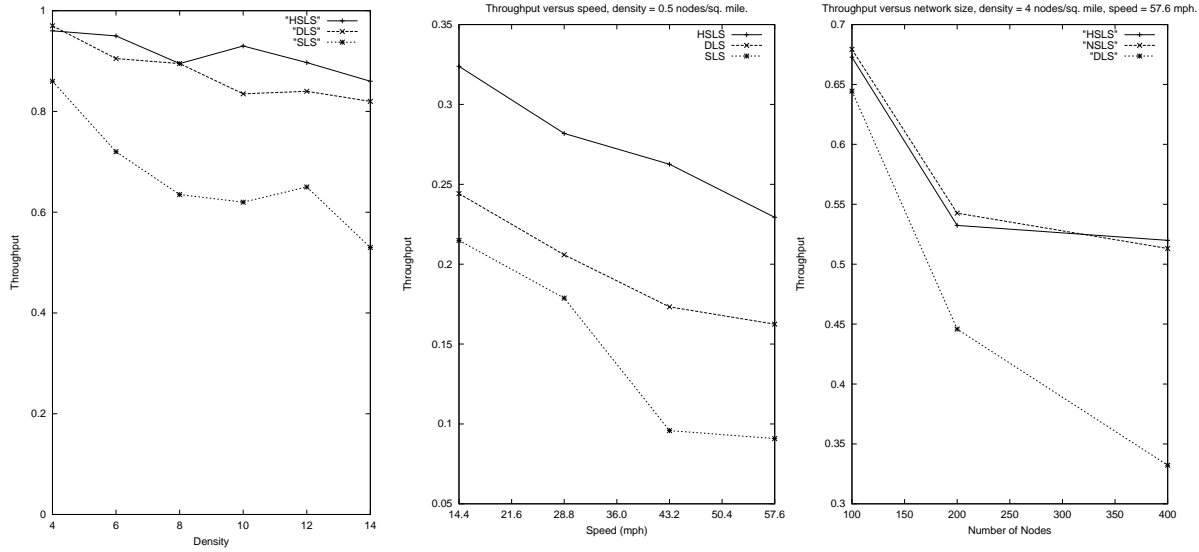 1
0.8
0.6
0.4
0.2
0
4
6
8
10
12
14
Density
Throughput
"HSLS"
"DLS"
"SLS"
Throughput versus speed, density = 0.5 nodes/sq. mile.
0.35
0.3
0.25
0.2
0.15
0.1
0.05
14.4
21.6
28.8
36.0
43.2
50.4
57.6
Speed (mph)
Throughput
HSLS
DLS
SLS
Throughput versus network size, density = 4 nodes/sq. mile, speed = 57.6 mph.
0.7
0.65
0.6
0.55
0.5
0.45
0.4
0.35
0.3
100
150
200
250
300
350
400
Number of Nodes
Throughput
"HSLS"
"NSLS"
"DLS"